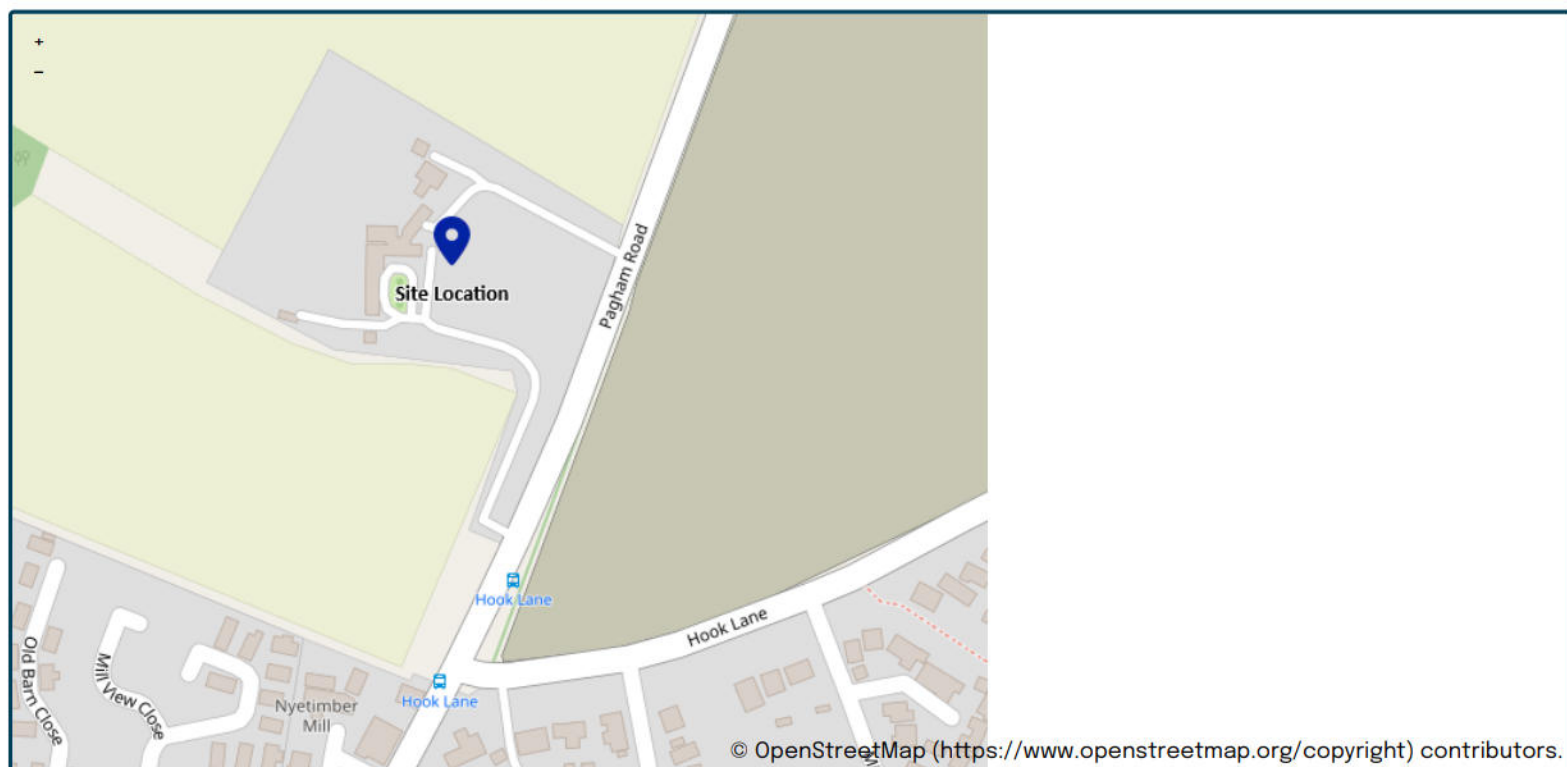 +
−
Pagham Road
Site Location
Hook Lane
Hook Lane
Hook Lane
Old Barn Close
Mill View Close
Nyetimber
Mill
© OpenStreetMap (https://www.openstreetmap.org/copyright) contributors.